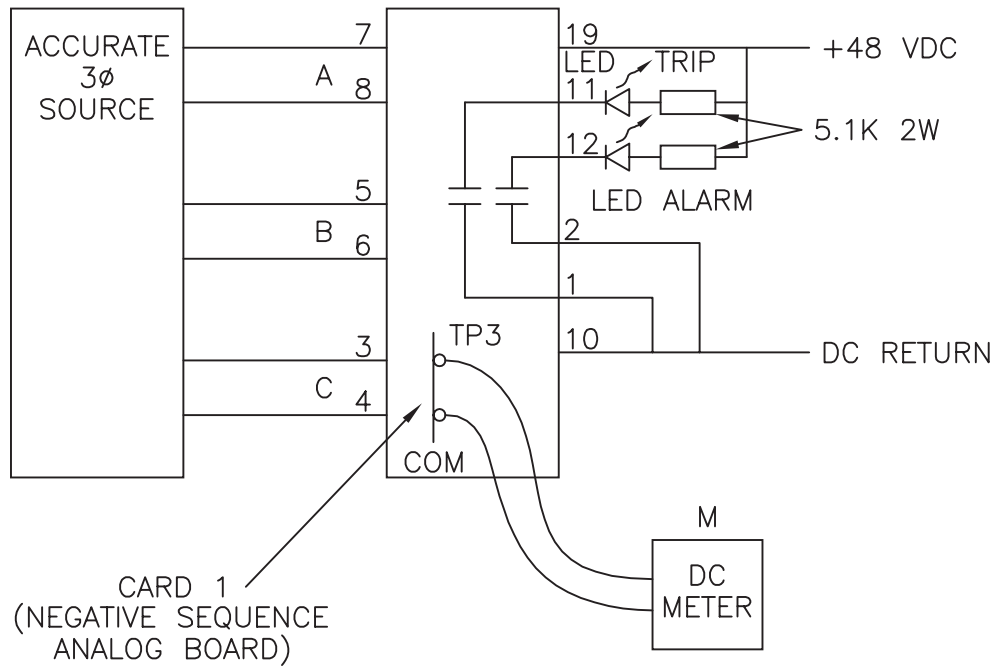 ACCURATE
3ø
SOURCE
7
A
8
5
B
6
3
C
4
19
+48 VDC
LED TRIP
11
5.1K 2W
12
LED ALARM
2
1
10
DC RETURN
TP3
COM
M
DC
METER
CARD 1
(NEGATIVE SEQUENCE
ANALOG BOARD)